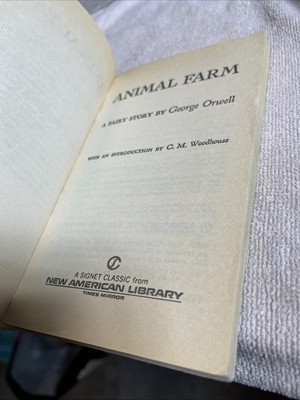 ANIMAL FARM
A FAIRY STORY BY George Orwell
WITH AN INTRODUCTION BY C. M. Woodhouse
A SIGNET CLASSIC from
NEW AMERICAN LIBRARY
TIMES MIRROR